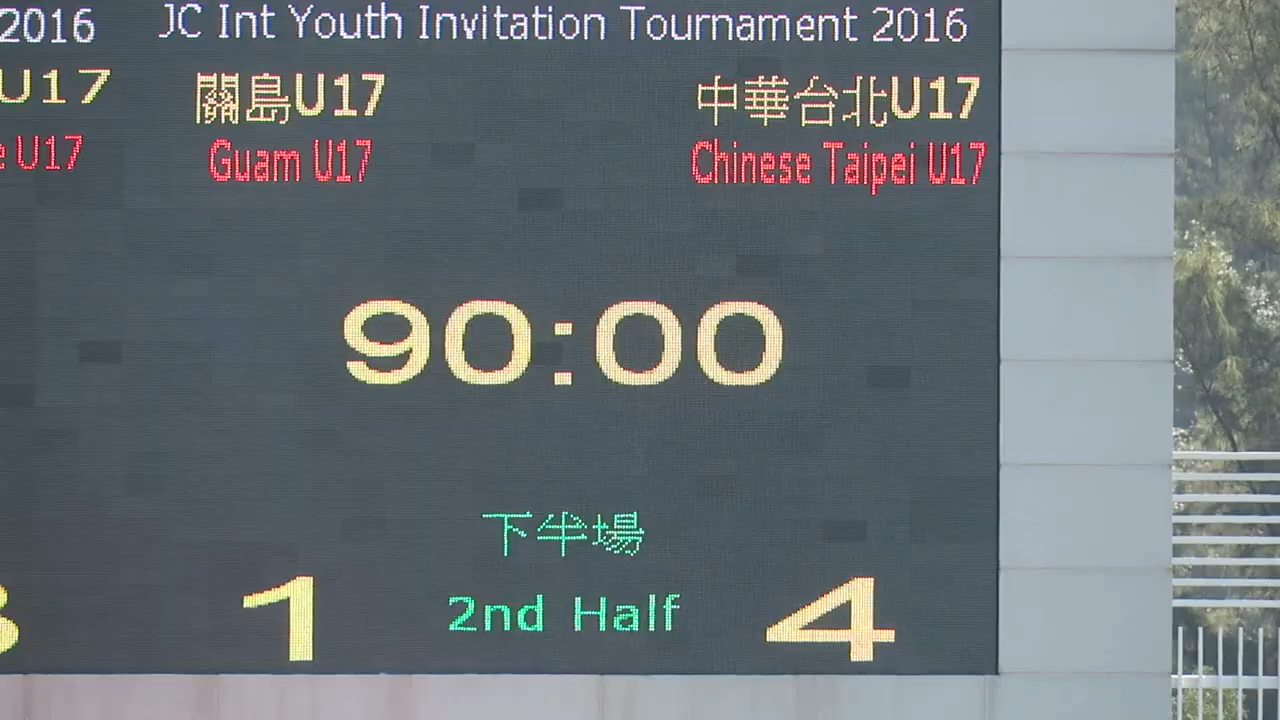 2016 JC Int Youth Invitation Tournament 2016
U17 關島U17 中華台北U17
U17 Guam U17 Chinese Taipei U17
90:00
下半場
1 2nd Half 4